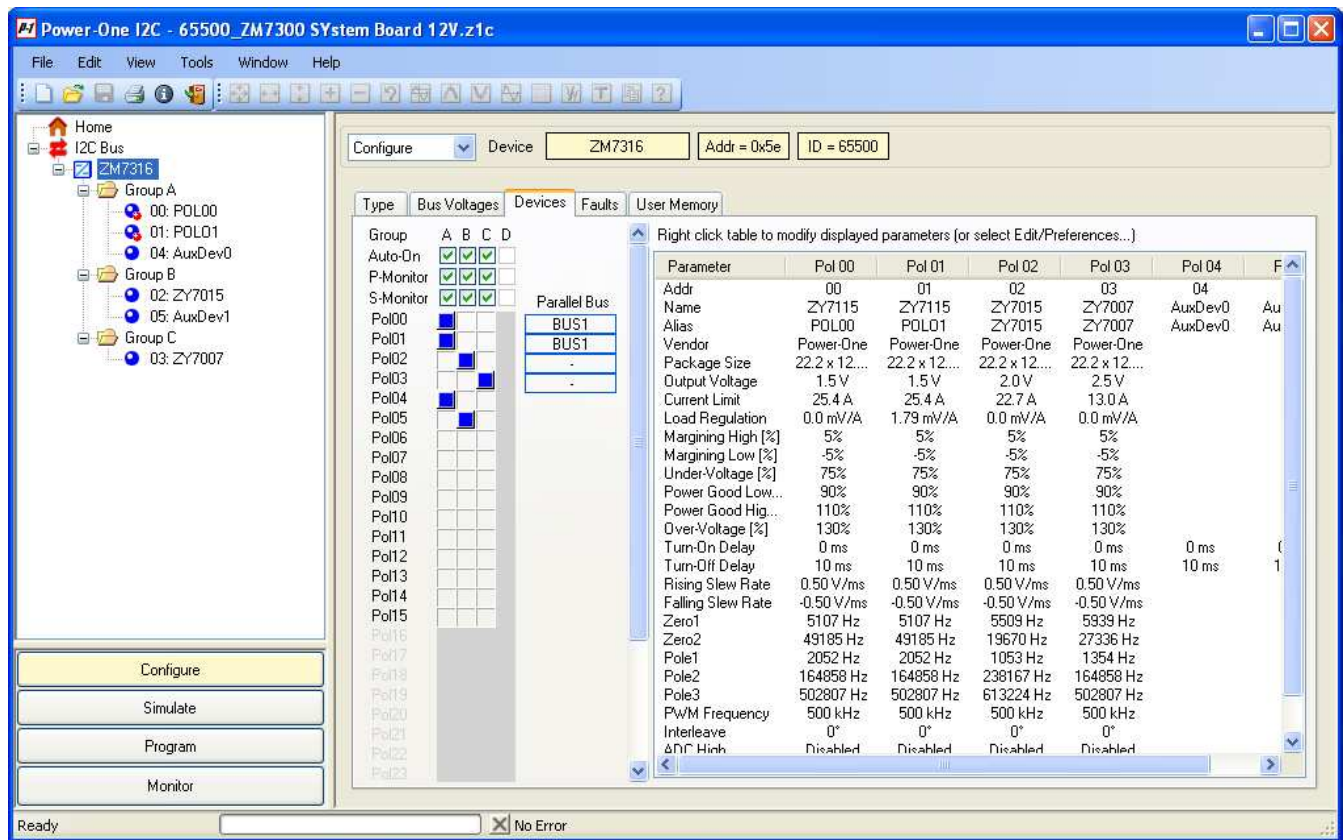 Power-One I2C - 65500_ZM7300 SYstem Board 12V.z1c
File Edit View Tools Window Help
Home
I2C Bus
ZM7316
Group A
00: POL00
01: POL01
04: AuxDev0
Group B
02: ZY7015
05: AuxDev1
Group C
03: ZY7007
Configure
Simulate
Program
Monitor
Configure Device ZM7316 Addr = 0x5e ID = 65500
Type Bus Voltages Devices Faults User Memory
Group A B C D
Auto-On
P-Monitor
S-Monitor
Parallel Bus
Pol00 BUS1
Pol01 BUS1
Pol02 -
Pol03 -
Pol04
Pol05
Pol06
Pol07
Pol08
Pol09
Pol10
Pol11
Pol12
Pol13
Pol14
Pol15
Pol16
Pol17
Pol18
Pol19
Pol20
Pol21
Pol22
Pol23
Right click table to modify displayed parameters (or select Edit/Preferences...)
Parameter Pol 00 Pol 01 Pol 02 Pol 03 Pol 04
Addr 00 01 02 03 04
Name ZY7115 ZY7115 ZY7015 ZY7007 AuxDev0 Au
Alias POL00 POL01 ZY7015 ZY7007 AuxDev0 Au
Vendor Power-One Power-One Power-One Power-One
Package Size 22.2 x 12.... 22.2 x 12.... 22.2 x 12.... 22.2 x 12....
Output Voltage 1.5 V 1.5 V 2.0 V 2.5 V
Current Limit 25.4 A 25.4 A 22.7 A 13.0 A
Load Regulation 0.0 mV/A 1.79 mV/A 0.0 mV/A 0.0 mV/A
Margining High [%] 5% 5% 5% 5%
Margining Low [%] -5% -5% -5% -5%
Under-Voltage [%] 75% 75% 75% 75%
Power Good Low... 90% 90% 90% 90%
Power Good Hig... 110% 110% 110% 110%
Over-Voltage [%] 130% 130% 130% 130%
Turn-On Delay 0 ms 0 ms 0 ms 0 ms 0 ms
Turn-Off Delay 10 ms 10 ms 10 ms 10 ms 10 ms 1
Rising Slew Rate 0.50 V/ms 0.50 V/ms 0.50 V/ms 0.50 V/ms
Falling Slew Rate -0.50 V/ms -0.50 V/ms -0.50 V/ms -0.50 V/ms
Zero1 5107 Hz 5107 Hz 5509 Hz 5939 Hz
Zero2 49185 Hz 49185 Hz 19670 Hz 27336 Hz
Pole1 2052 Hz 2052 Hz 1053 Hz 1354 Hz
Pole2 164858 Hz 164858 Hz 238167 Hz 164858 Hz
Pole3 502807 Hz 502807 Hz 613224 Hz 502807 Hz
PWM Frequency 500 kHz 500 kHz 500 kHz 500 kHz
Interleave 0° 0° 0° 0°
ADC High Disabled Disabled Disabled Disabled
Ready No Error